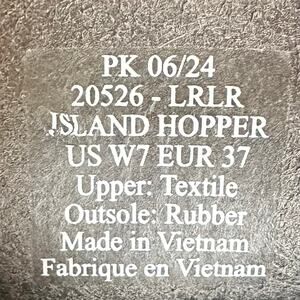 PK 06/24
20526 - LRLR
ISLAND HOPPER
US W7 EUR 37
Upper: Textile
Outsole: Rubber
Made in Vietnam
Fabrique en Vietnam